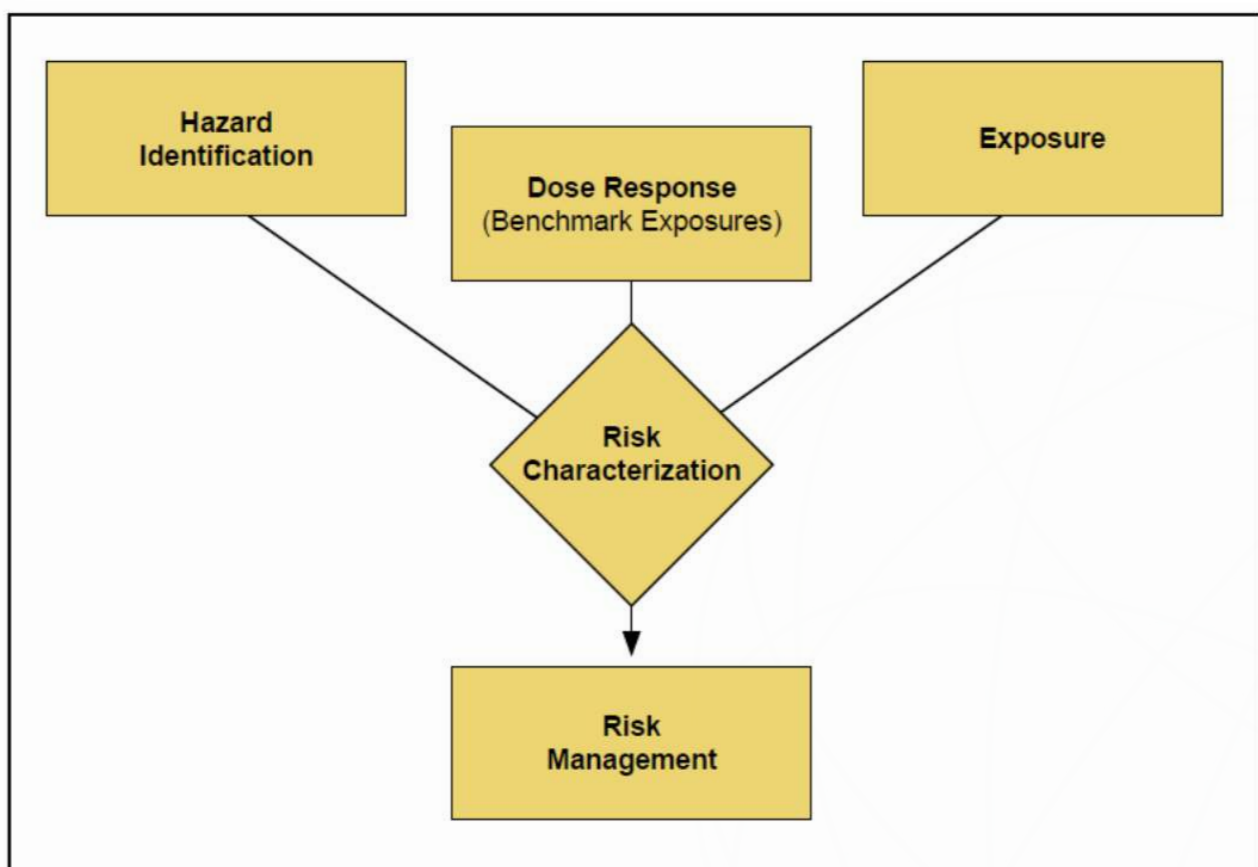 Hazard
Identification
Dose Response
(Benchmark Exposures)
Exposure
Risk
Characterization
Risk
Management